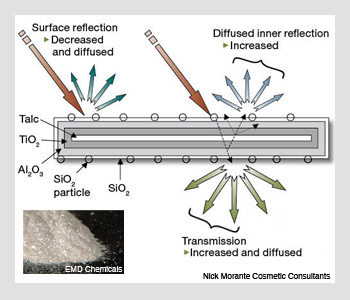 Surface reflection
▶Decreased
and diffused
Diffused inner reflection
▶Increased
Talc
TiO2
Al2O3
SiO2
particle
SiO2
Transmission
▶Increased and diffused
EMD Chemicals
Nick Morante Cosmetic Consultants